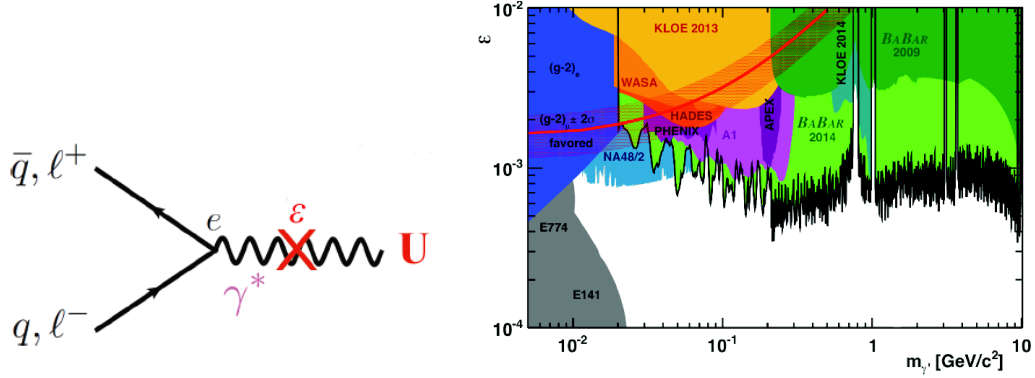 q̅, ℓ⁺
q, ℓ⁻
e
γ*
ε
U
ε
10⁻²
10⁻³
10⁻⁴
KLOE 2013
KLOE 2014
BABAR
2009
(g-2)ₑ
WASA
HADES
APEX
(g-2)μ ± 2σ
favored
PHENIX
A1
BABAR
2014
NA48/2
E774
E141
10⁻²
10⁻¹
1
10
mγ' [GeV/c²]